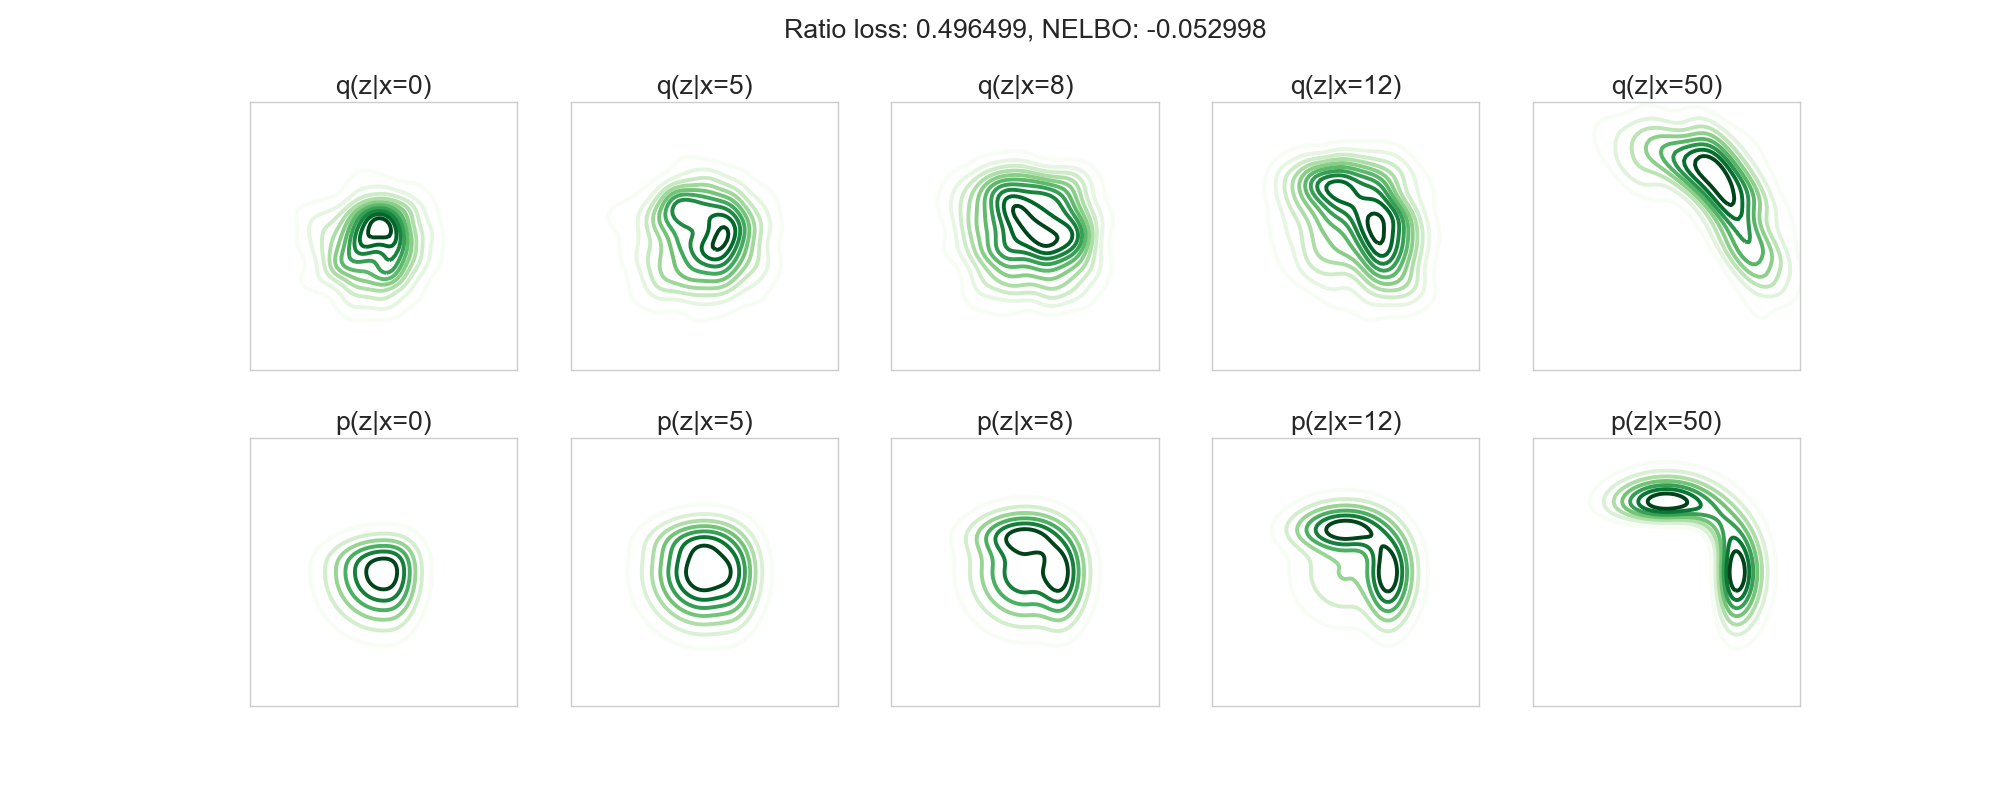 Ratio loss: 0.496499, NELBO: -0.052998
q(z|x=0) q(z|x=5) q(z|x=8) q(z|x=12) q(z|x=50)
p(z|x=0) p(z|x=5) p(z|x=8) p(z|x=12) p(z|x=50)